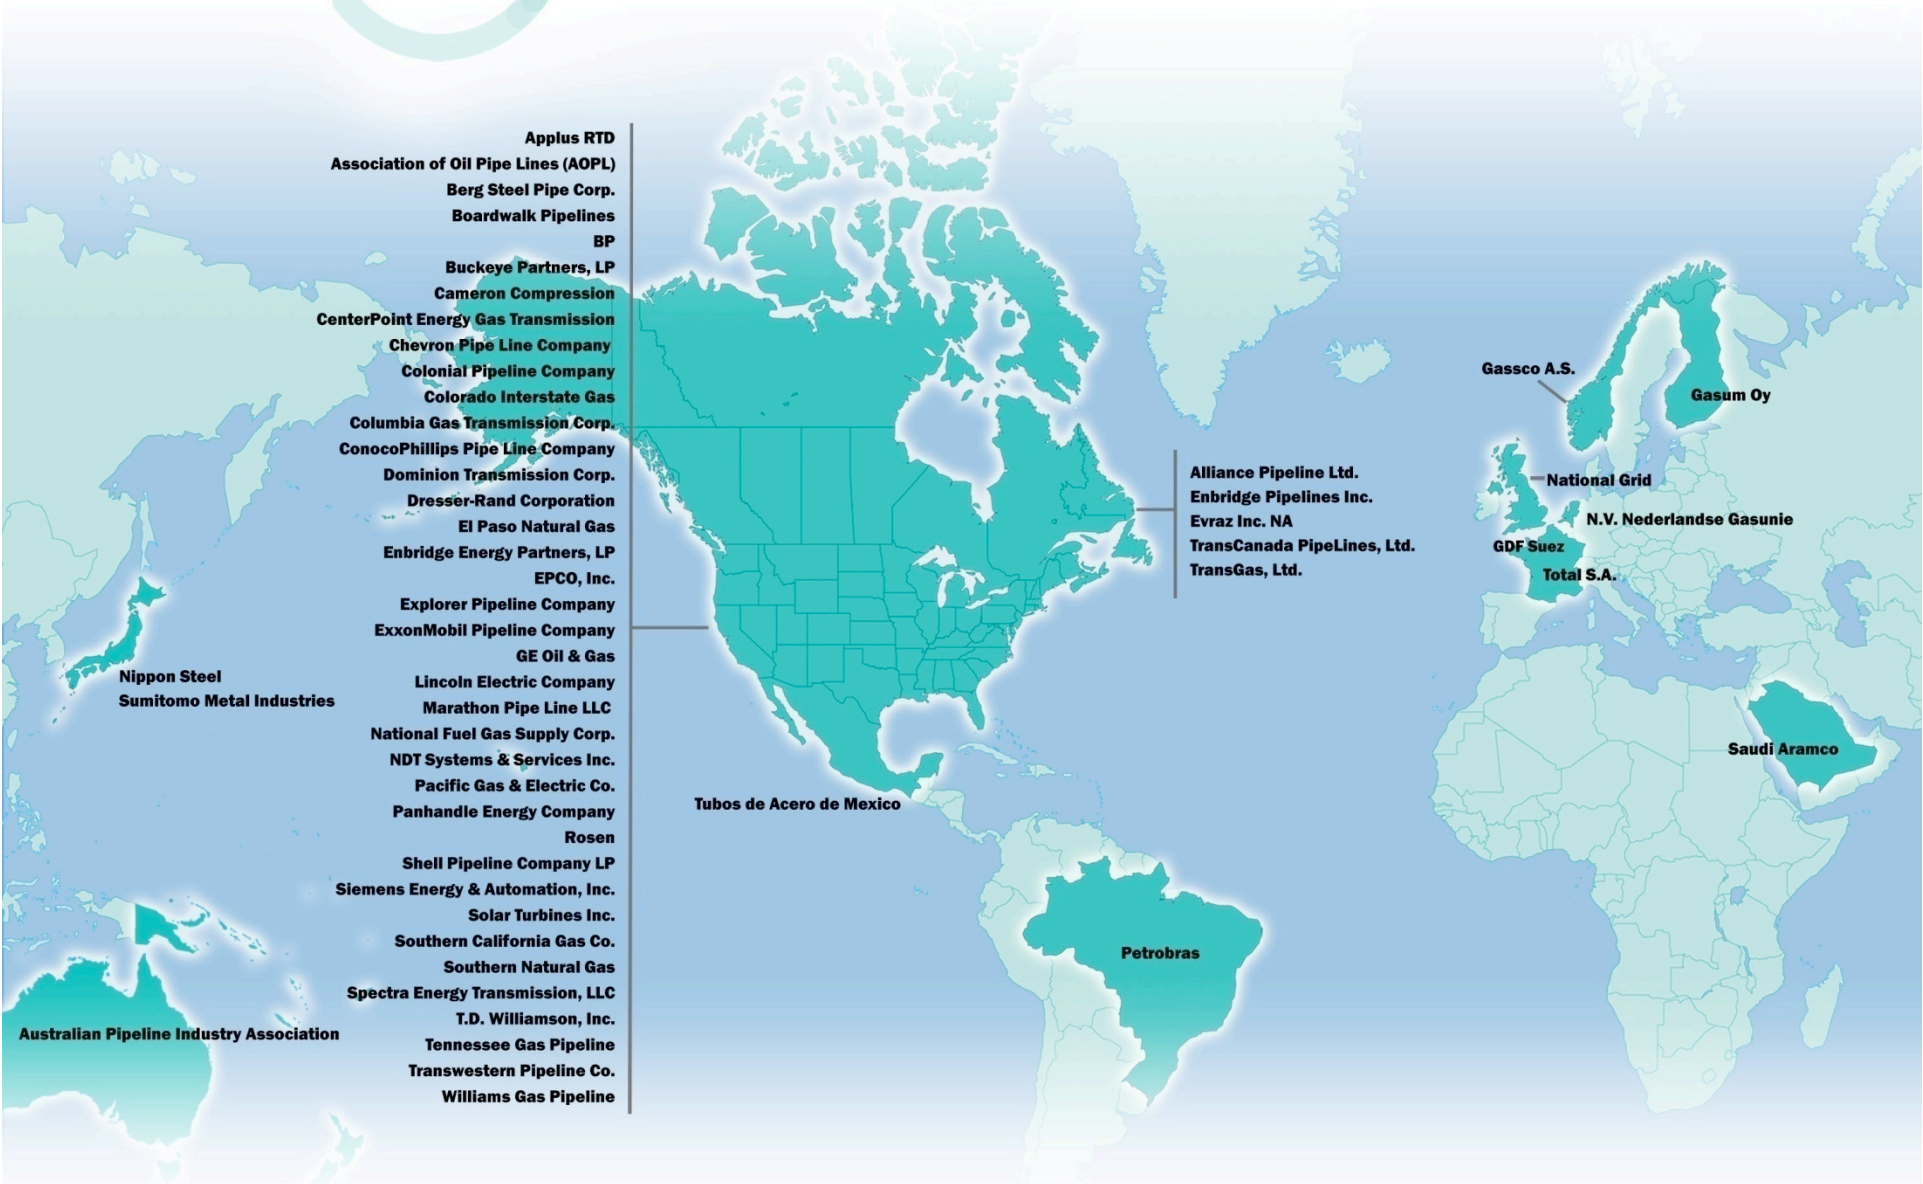 Applus RTD
Association of Oil Pipe Lines (AOPL)
Berg Steel Pipe Corp.
Boardwalk Pipelines
BP
Buckeye Partners, LP
Cameron Compression
CenterPoint Energy Gas Transmission
Chevron Pipe Line Company
Colonial Pipeline Company
Colorado Interstate Gas
Columbia Gas Transmission Corp.
ConocoPhillips Pipe Line Company
Dominion Transmission Corp.
Dresser-Rand Corporation
El Paso Natural Gas
Enbridge Energy Partners, LP
EPCO, Inc.
Explorer Pipeline Company
ExxonMobil Pipeline Company
GE Oil & Gas
Lincoln Electric Company
Marathon Pipe Line LLC
National Fuel Gas Supply Corp.
NDT Systems & Services Inc.
Pacific Gas & Electric Co.
Panhandle Energy Company
Rosen
Shell Pipeline Company LP
Siemens Energy & Automation, Inc.
Solar Turbines Inc.
Southern California Gas Co.
Southern Natural Gas
Spectra Energy Transmission, LLC
T.D. Williamson, Inc.
Tennessee Gas Pipeline
Transwestern Pipeline Co.
Williams Gas Pipeline
Nippon Steel
Sumitomo Metal Industries
Australian Pipeline Industry Association
Tubos de Acero de Mexico
Alliance Pipeline Ltd.
Enbridge Pipelines Inc.
Evraz Inc. NA
TransCanada PipeLines, Ltd.
TransGas, Ltd.
Petrobras
Gassco A.S.
Gasum Oy
National Grid
N.V. Nederlandse Gasunie
GDF Suez
Total S.A.
Saudi Aramco